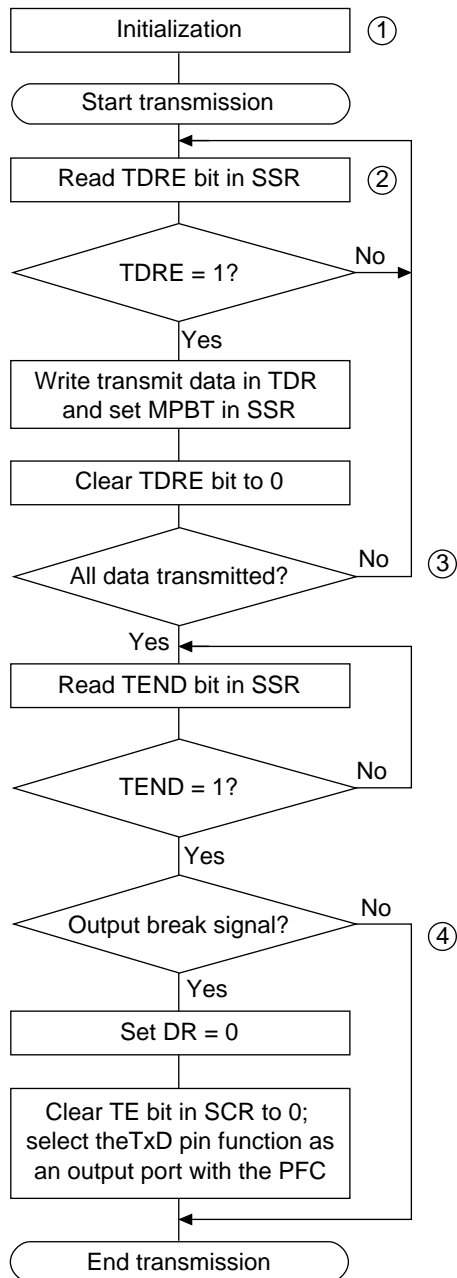 Initialization
①
Start transmission
Read TDRE bit in SSR
②
TDRE = 1?
No
Yes
Write transmit data in TDR
and set MPBT in SSR
Clear TDRE bit to 0
All data transmitted?
No
③
Yes
Read TEND bit in SSR
TEND = 1?
No
Yes
Output break signal?
No
④
Yes
Set DR = 0
Clear TE bit in SCR to 0;
select theTxD pin function as
an output port with the PFC
End transmission